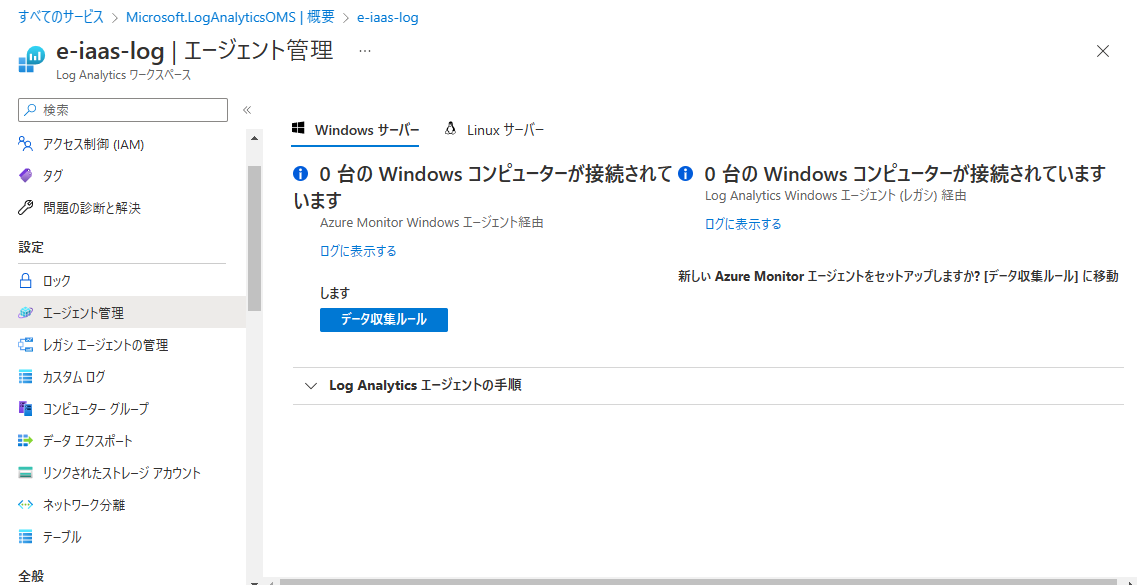 すべてのサービス > Microsoft.LogAnalyticsOMS | 概要 > e-iaas-log
e-iaas-log | エージェント管理 ...
Log Analytics ワークスペース
検索
«
アクセス制御 (IAM)
タグ
問題の診断と解決
設定
ロック
エージェント管理
レガシ エージェントの管理
カスタム ログ
コンピューター グループ
データ エクスポート
リンクされたストレージ アカウント
ネットワーク分離
テーブル
全般
Windows サーバー
Linux サーバー
0 台の Windows コンピューターが接続されて
います
Azure Monitor Windows エージェント経由
ログに表示する
0 台の Windows コンピューターが接続されています
Log Analytics Windows エージェント (レガシ) 経由
ログに表示する
新しい Azure Monitor エージェントをセットアップしますか? [データ収集ルール] に移動
します
データ収集ルール
Log Analytics エージェントの手順